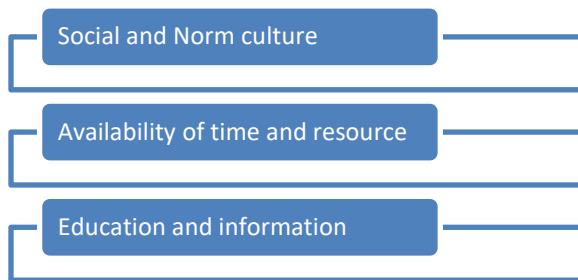 Social and Norm culture
Availability of time and resource
Education and information